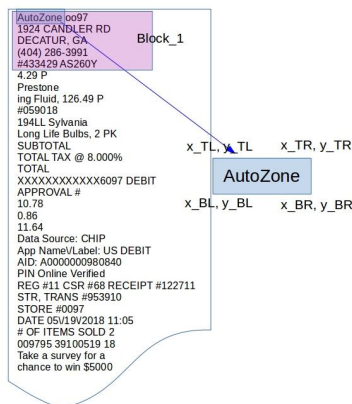 AutoZone oo97
1924 CANDLER RD
DECATUR, GA
(404) 286-3991
#433429 AS260Y
Block_1
4.29 P
Prestone
ing Fluid, 126.49 P
#059018
194LL Sylvania
Long Life Bulbs, 2 PK
SUBTOTAL
TOTAL TAX @ 8.000%
TOTAL
XXXXXXXXXXXX6097 DEBIT
APPROVAL #
10.78
0.86
11.64
Data Source: CHIP
App Name\/Label: US DEBIT
AID: A0000000980840
PIN Online Verified
REG #11 CSR #68 RECEIPT #122711
STR, TRANS #953910
STORE #0097
DATE 05\/19\/2018 11:05
# OF ITEMS SOLD 2
009795 39100519 18
Take a survey for a
chance to win $5000
x_TL, y_TL x_TR, y_TR
AutoZone
x_BL, y_BL x_BR, y_BR